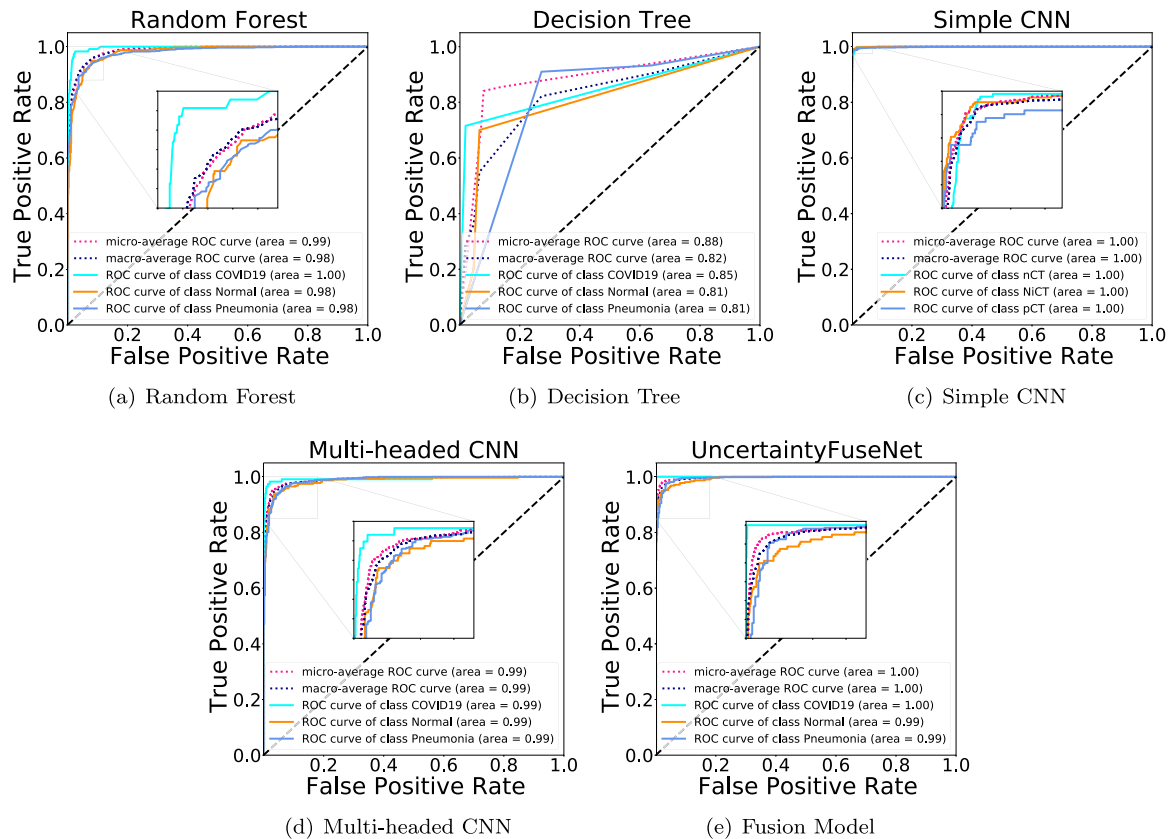 Random Forest
True Positive Rate
1.0
0.8
0.6
0.4
0.2
0.0
micro-average ROC curve (area = 0.99)
macro-average ROC curve (area = 0.98)
ROC curve of class COVID19 (area = 1.00)
ROC curve of class Normal (area = 0.98)
ROC curve of class Pneumonia (area = 0.98)
0.2 0.4 0.6 0.8 1.0
False Positive Rate
(a) Random Forest
Decision Tree
True Positive Rate
1.0
0.8
0.6
0.4
0.2
0.0
micro-average ROC curve (area = 0.88)
macro-average ROC curve (area = 0.82)
ROC curve of class COVID19 (area = 0.85)
ROC curve of class Normal (area = 0.81)
ROC curve of class Pneumonia (area = 0.81)
0.2 0.4 0.6 0.8 1.0
False Positive Rate
(b) Decision Tree
Simple CNN
True Positive Rate
1.0
0.8
0.6
0.4
0.2
0.0
micro-average ROC curve (area = 1.00)
macro-average ROC curve (area = 1.00)
ROC curve of class nCT (area = 1.00)
ROC curve of class NiCT (area = 1.00)
ROC curve of class pCT (area = 1.00)
0.2 0.4 0.6 0.8 1.0
False Positive Rate
(c) Simple CNN
Multi-headed CNN
True Positive Rate
1.0
0.8
0.6
0.4
0.2
0.0
micro-average ROC curve (area = 0.99)
macro-average ROC curve (area = 0.99)
ROC curve of class COVID19 (area = 0.99)
ROC curve of class Normal (area = 0.99)
ROC curve of class Pneumonia (area = 0.99)
0.2 0.4 0.6 0.8 1.0
False Positive Rate
(d) Multi-headed CNN
UncertaintyFuseNet
True Positive Rate
1.0
0.8
0.6
0.4
0.2
0.0
micro-average ROC curve (area = 1.00)
macro-average ROC curve (area = 1.00)
ROC curve of class COVID19 (area = 1.00)
ROC curve of class Normal (area = 0.99)
ROC curve of class Pneumonia (area = 0.99)
0.2 0.4 0.6 0.8 1.0
False Positive Rate
(e) Fusion Model